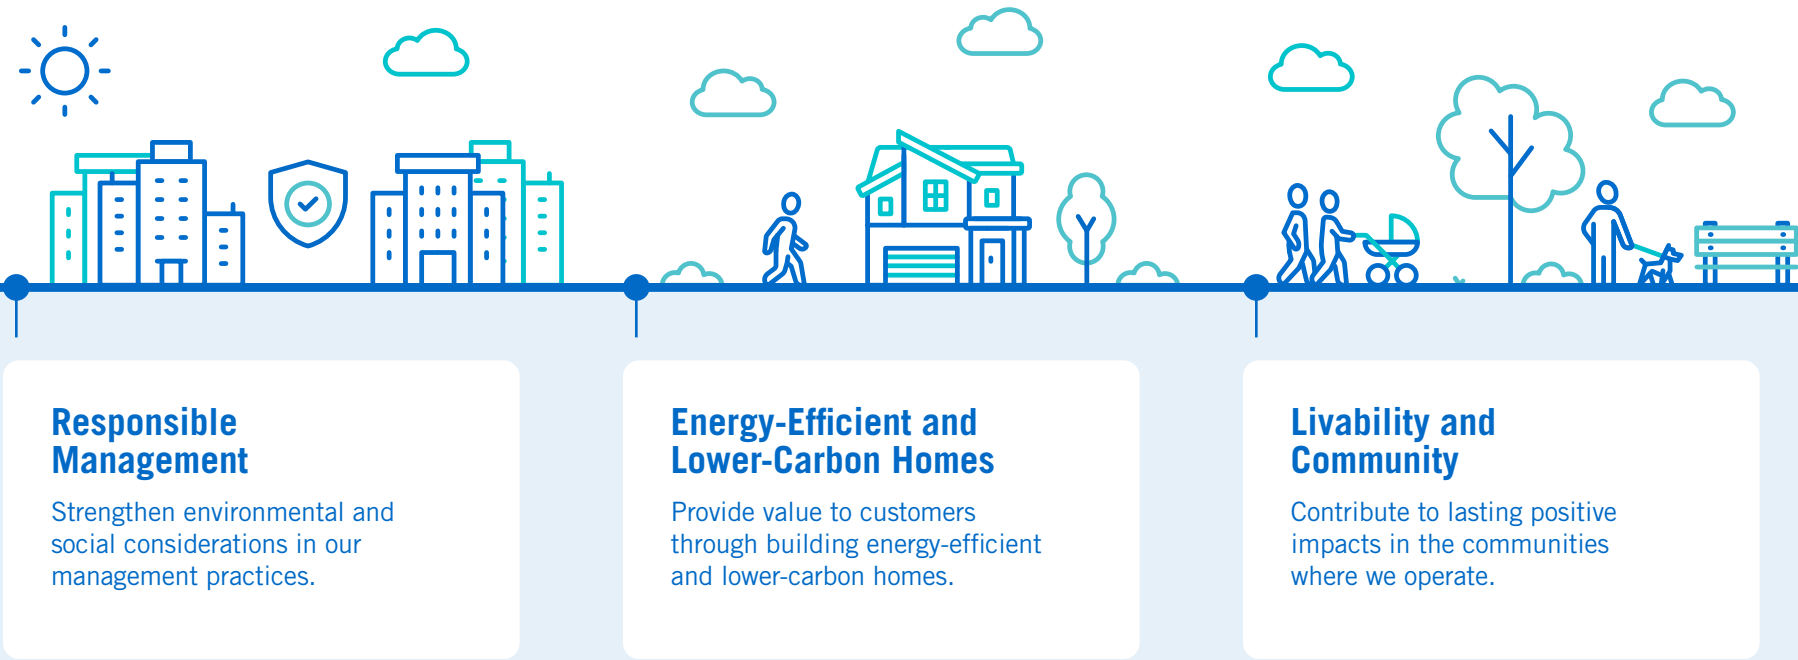 Responsible
Management
Strengthen environmental and
social considerations in our
management practices.
Energy-Efficient and
Lower-Carbon Homes
Provide value to customers
through building energy-efficient
and lower-carbon homes.
Livability and
Community
Contribute to lasting positive
impacts in the communities
where we operate.